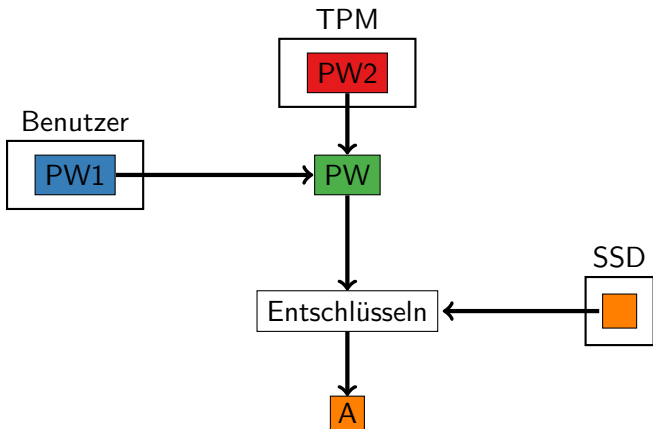 TPM
PW2
Benutzer
PW1
PW
SSD
Entschlüsseln
A